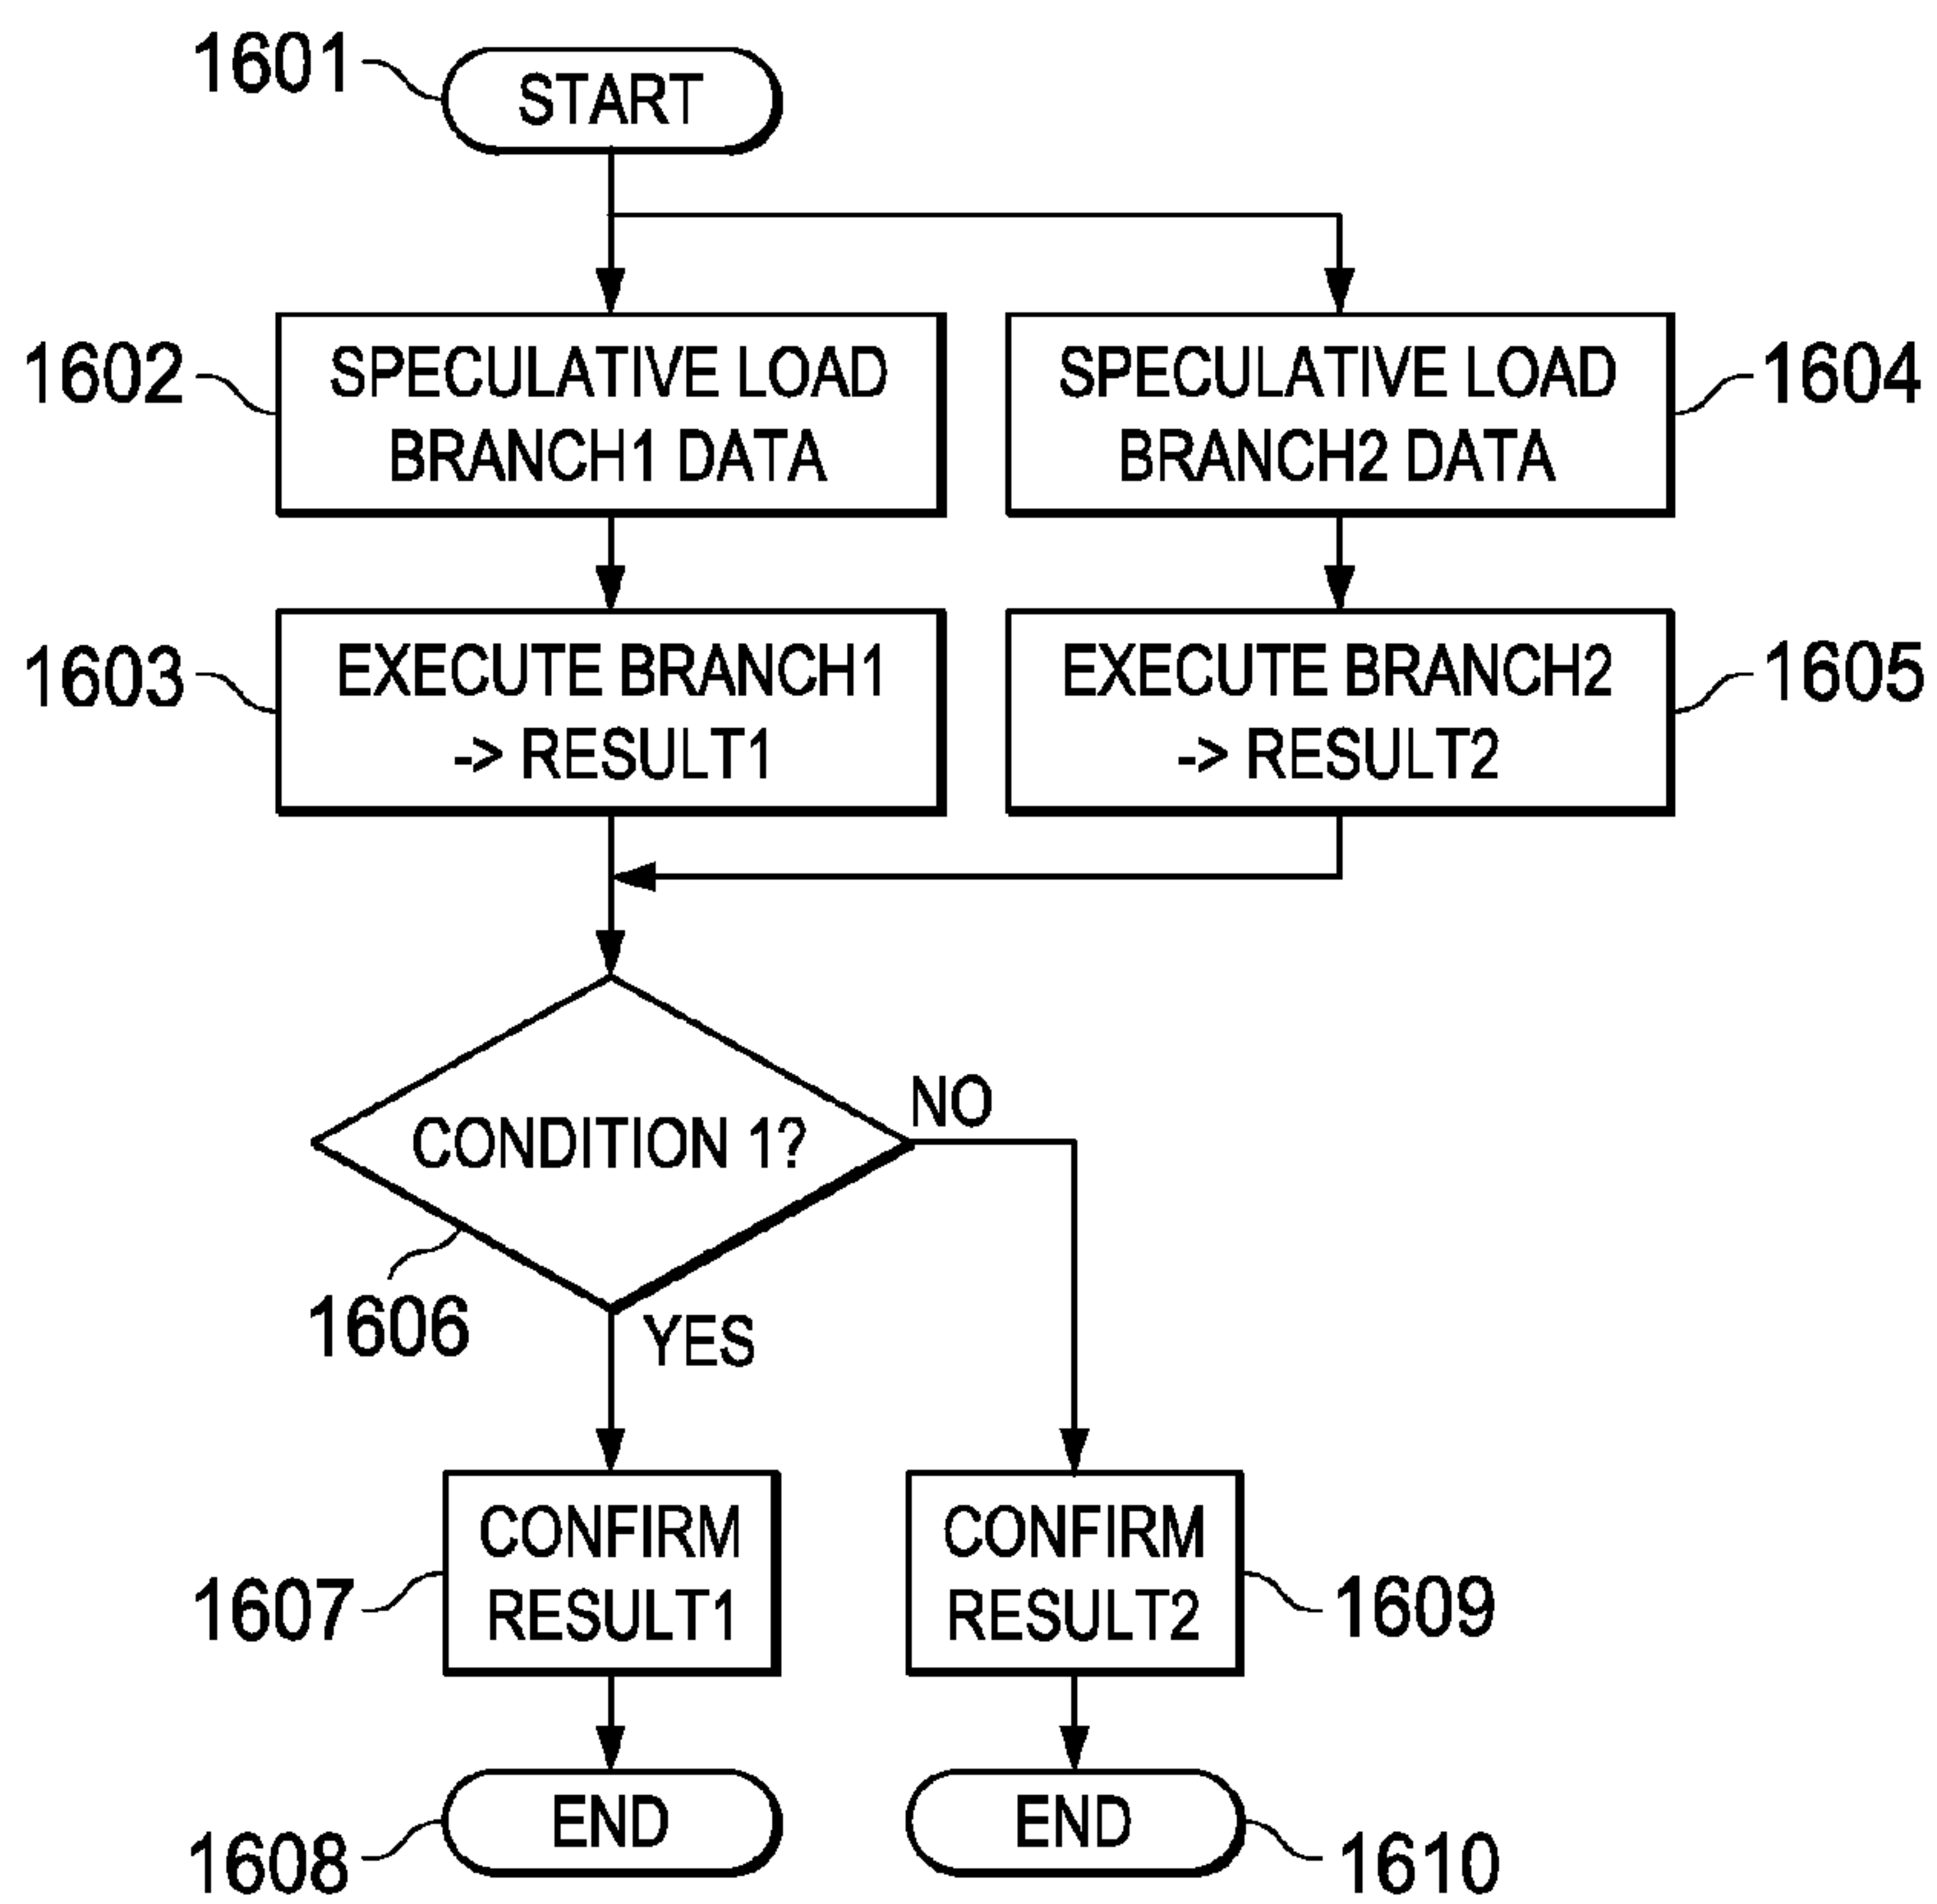 1601
START
1602
SPECULATIVE LOAD
BRANCH1 DATA
SPECULATIVE LOAD
BRANCH2 DATA
1604
1603
EXECUTE BRANCH1
-> RESULT1
EXECUTE BRANCH2
-> RESULT2
1605
CONDITION 1?
NO
1606
YES
1607
CONFIRM
RESULT1
CONFIRM
RESULT2
1609
1608
END
END
1610